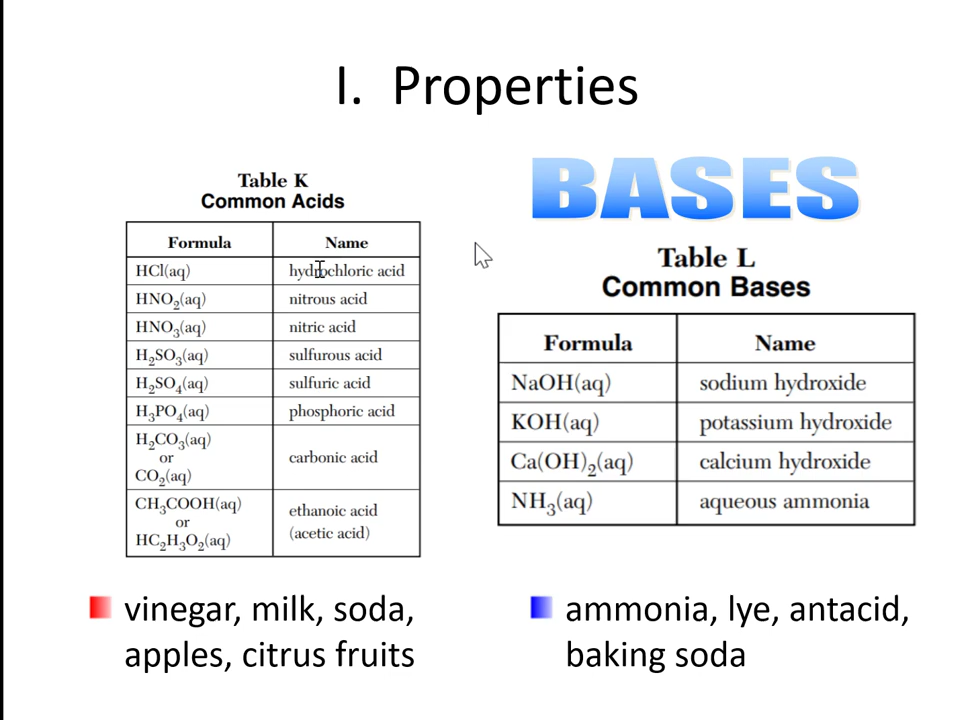 I. Properties
Table K
Common Acids
Formula Name
HCl(aq) hydrochloric acid
HNO₂(aq) nitrous acid
HNO₃(aq) nitric acid
H₂SO₃(aq) sulfurous acid
H₂SO₄(aq) sulfuric acid
H₃PO₄(aq) phosphoric acid
H₂CO₃(aq)
or
CO₂(aq)
carbonic acid
CH₃COOH(aq)
or
HC₂H₃O₂(aq)
ethanoic acid
(acetic acid)
vinegar, milk, soda,
apples, citrus fruits
BASES
Table L
Common Bases
Formula Name
NaOH(aq) sodium hydroxide
KOH(aq) potassium hydroxide
Ca(OH)₂(aq) calcium hydroxide
NH₃(aq) aqueous ammonia
ammonia, lye, antacid,
baking soda